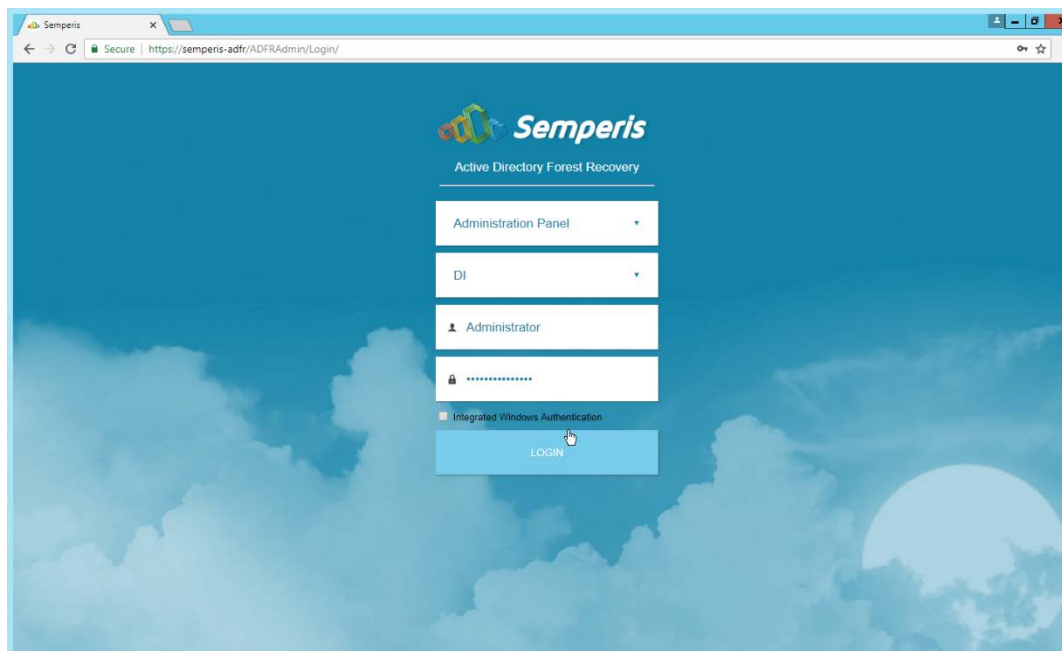 Semperis
Secure | https://semperis-adfr/ADFRAdmin/Login/
Semperis
Active Directory Forest Recovery
Administration Panel
DI
Administrator
•••••••••••••••
Integrated Windows Authentication
LOGIN